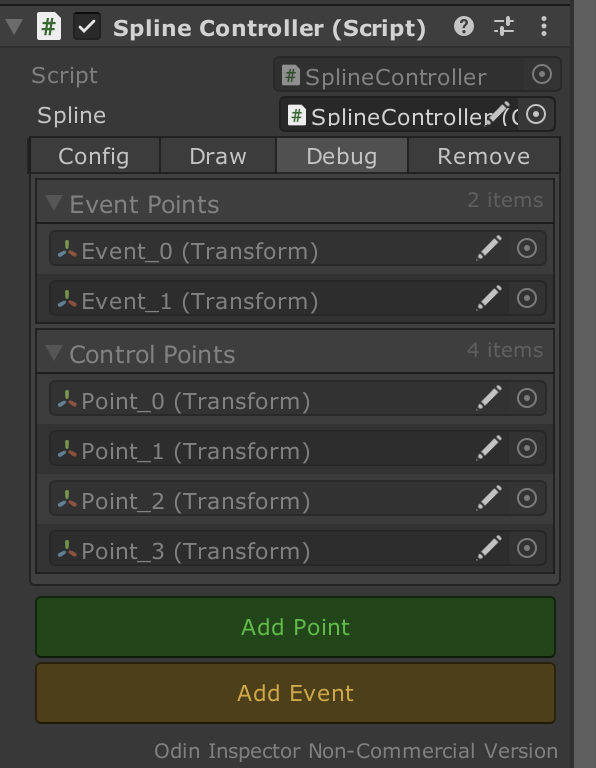 Spline Controller (Script)
Script SplineController
Spline SplineController (
Config Draw Debug Remove
Event Points 2 items
Event_0 (Transform)
Event_1 (Transform)
Control Points 4 items
Point_0 (Transform)
Point_1 (Transform)
Point_2 (Transform)
Point_3 (Transform)
Add Point
Add Event
Odin Inspector Non-Commercial Version